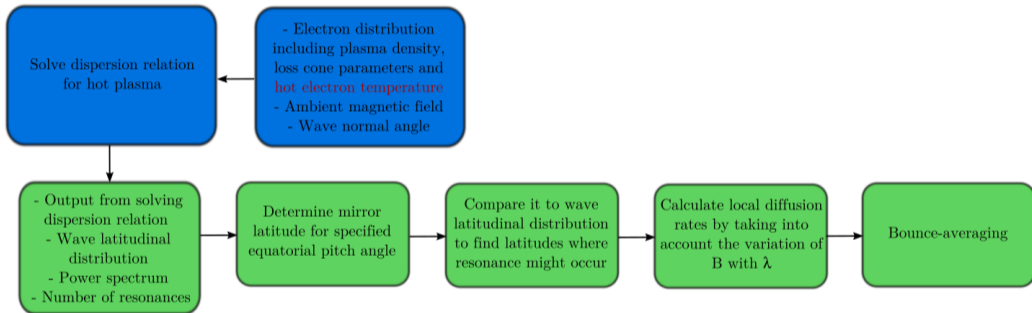 Solve dispersion relation
for hot plasma
- Electron distribution
including plasma density,
loss cone parameters and
hot electron temperature
- Ambient magnetic field
- Wave normal angle
- Output from solving
dispersion relation
- Wave latitudinal
distribution
- Power spectrum
- Number of resonances
Determine mirror
latitude for specified
equatorial pitch angle
Compare it to wave
latitudinal distribution
to find latitudes where
resonance might occur
Calculate local diffusion
rates by taking into
account the variation of
B with λ
Bounce-averaging